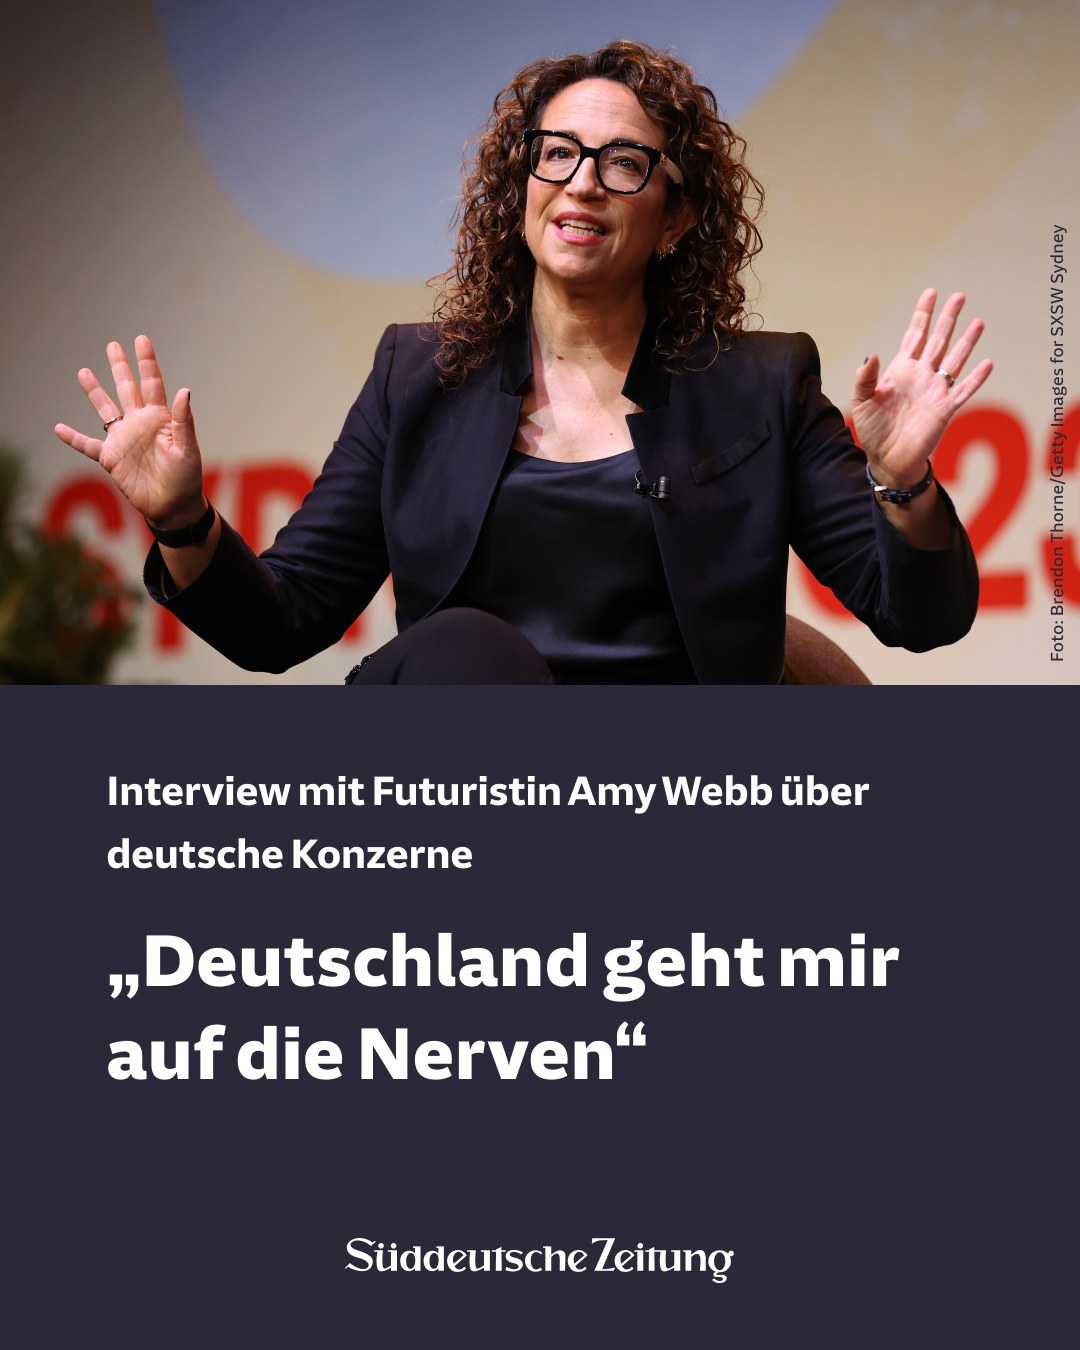 Foto: Brendon Thorne/Getty Images for SXSW Sydney
Interview mit Futuristin Amy Webb über
deutsche Konzerne
„Deutschland geht mir
auf die Nerven“
Süddeutsche Zeitung